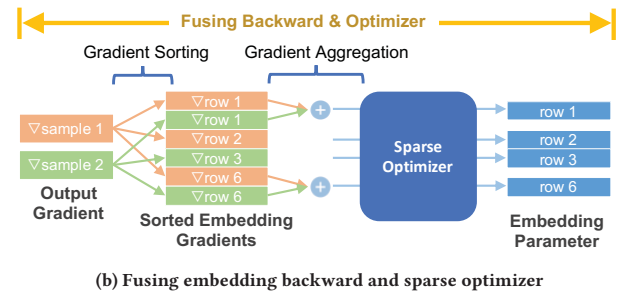 Fusing Backward & Optimizer
Gradient Sorting
Gradient Aggregation
∇sample 1
∇sample 2
Output
Gradient
∇row 1
∇row 1
∇row 2
∇row 3
∇row 6
∇row 6
Sorted Embedding
Gradients
+
+
Sparse
Optimizer
row 1
row 2
row 3
row 6
Embedding
Parameter
(b) Fusing embedding backward and sparse optimizer